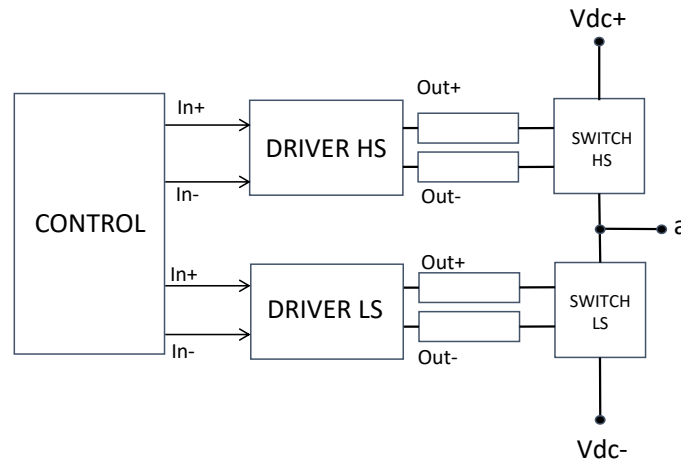 Vdc+
Out+
In+
DRIVER HS
SWITCH
HS
In-
Out-
CONTROL
a
In+
Out+
DRIVER LS
SWITCH
LS
In-
Out-
Vdc-